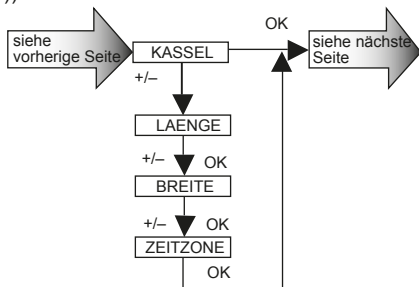 OK
siehe
vorherige Seite
KASSEL
siehe nächste
Seite
+/–
LAENGE
+/–
OK
BREITE
+/–
OK
ZEITZONE
OK